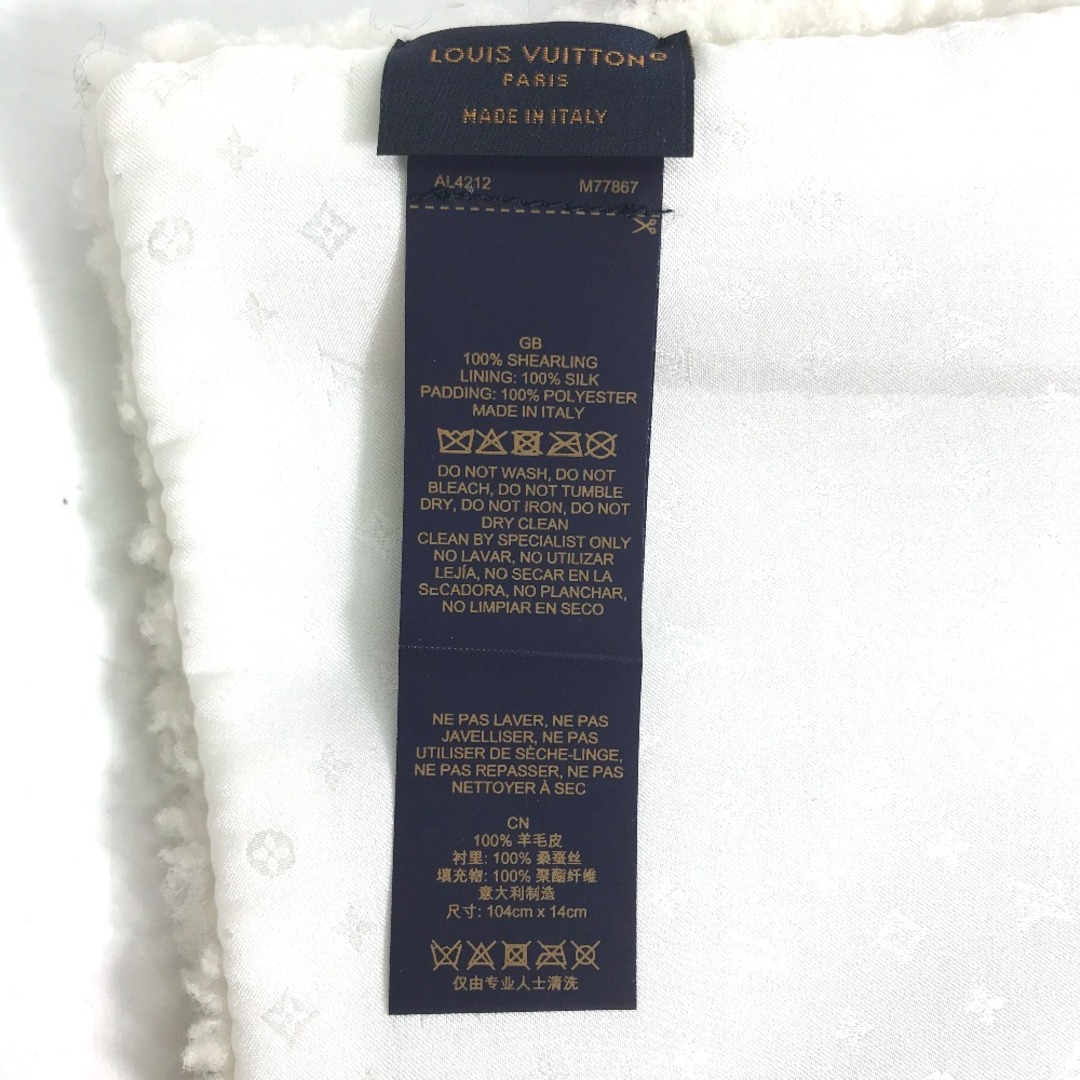 LOUIS VUITTON®
PARIS
MADE IN ITALY
AL4212 M77867
GB
100% SHEARLING
LINING: 100% SILK
PADDING: 100% POLYESTER
MADE IN ITALY
DO NOT WASH, DO NOT
BLEACH, DO NOT TUMBLE
DRY, DO NOT IRON, DO NOT
DRY CLEAN
CLEAN BY SPECIALIST ONLY
NO LAVAR, NO UTILIZAR
LEJÍA, NO SECAR EN LA
SECADORA, NO PLANCHAR,
NO LIMPIAR EN SECO
NE PAS LAVER, NE PAS
JAVELLISER, NE PAS
UTILISER DE SÈCHE-LINGE,
NE PAS REPASSER, NE PAS
NETTOYER À SEC
CN
100% 羊毛皮
衬里: 100% 桑蚕丝
填充物: 100% 聚酯纤维
意大利制造
尺寸: 104cm x 14cm
仅由专业人士清洗